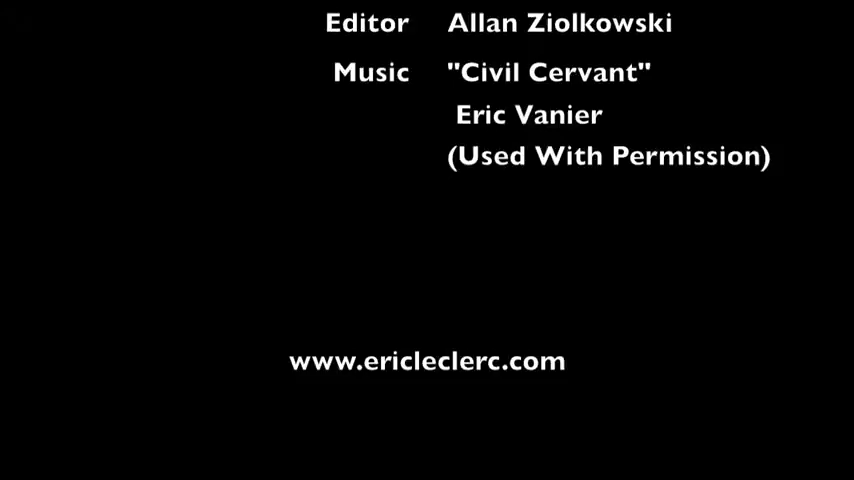 Editor Allan Ziolkowski
Music "Civil Cervant"
Eric Vanier
(Used With Permission)
www.ericleclerc.com